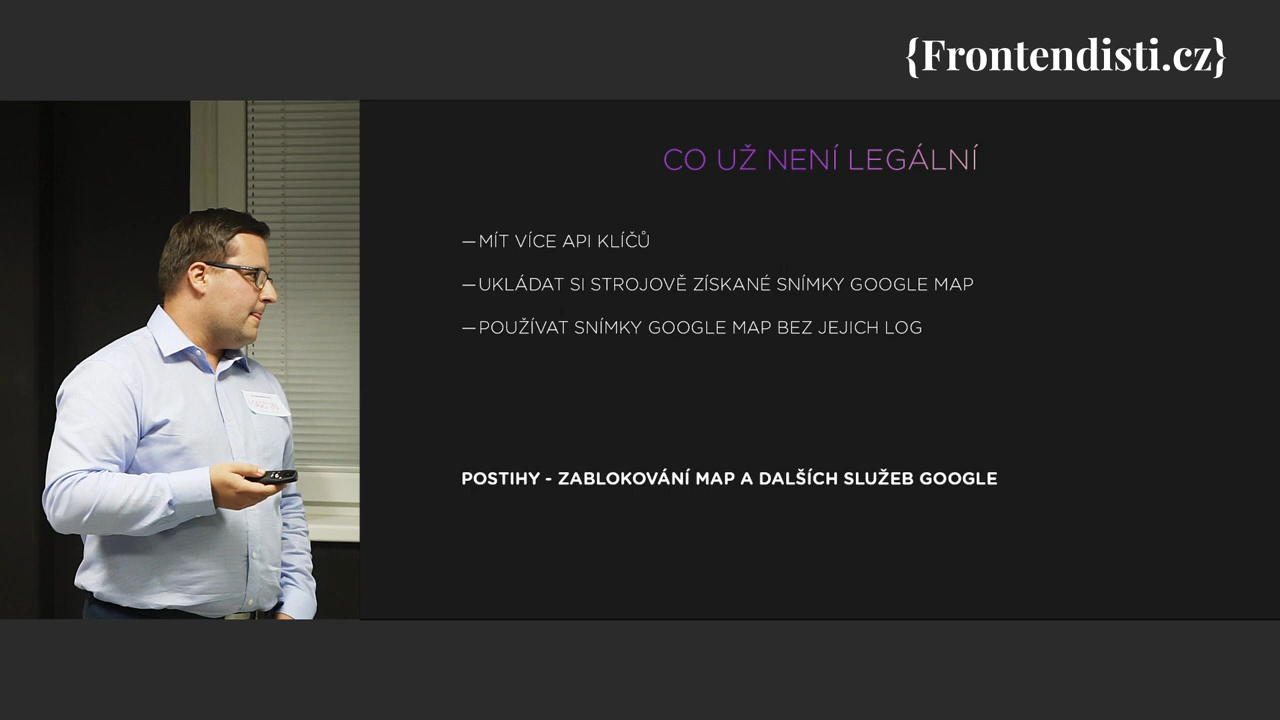 {Frontendisti.cz}
CO UŽ NENÍ LEGÁLNÍ
—MÍT VÍCE API KLÍČŮ
—UKLÁDAT SI STROJOVĚ ZÍSKANÉ SNÍMKY GOOGLE MAP
—POUŽÍVAT SNÍMKY GOOGLE MAP BEZ JEJICH LOG
POSTIHY - ZABLOKOVÁNÍ MAP A DALŠÍCH SLUŽEB GOOGLE